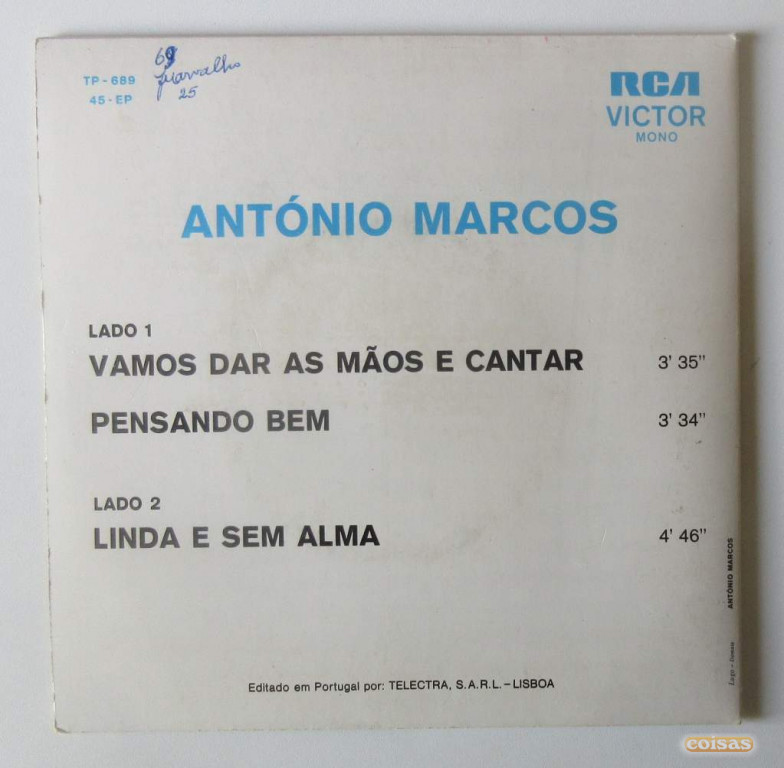 TP-689
45-EP
69
Jcarvalho
25
RCA
VICTOR
MONO
ANTÓNIO MARCOS
LADO 1
VAMOS DAR AS MÃOS E CANTAR 3' 35"
PENSANDO BEM 3' 34"
LADO 2
LINDA E SEM ALMA 4' 46"
ANTÓNIO MARCOS
Editado em Portugal por: TELECTRA, S.A.R.L. – LISBOA
coisas